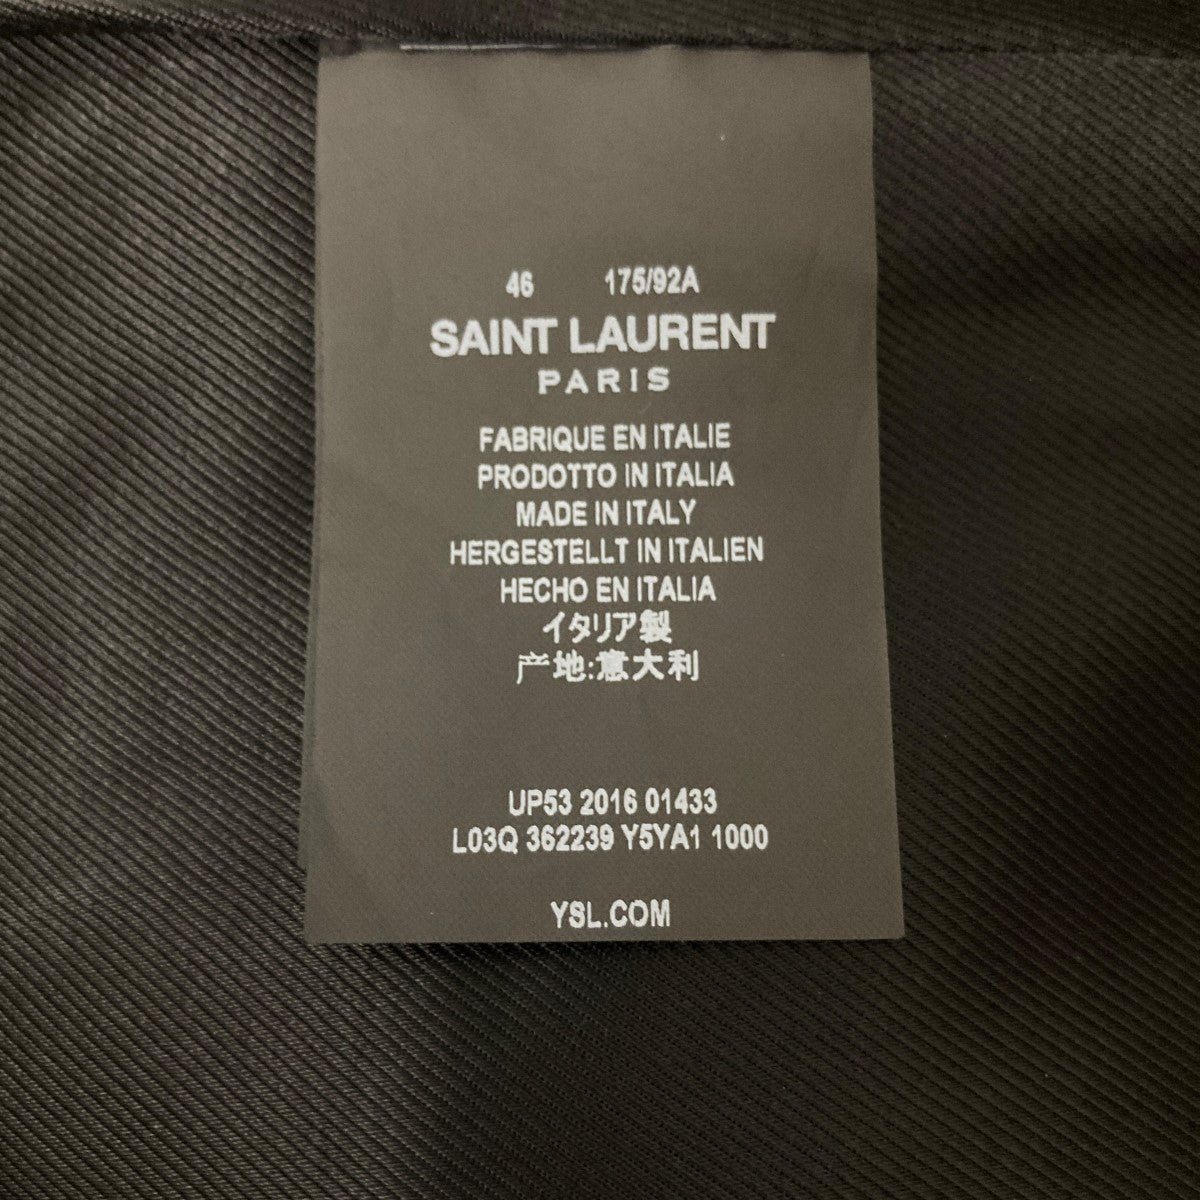 46 175/92A
SAINT LAURENT
PARIS
FABRIQUE EN ITALIE
PRODOTTO IN ITALIA
MADE IN ITALY
HERGESTELLT IN ITALIEN
HECHO EN ITALIA
イタリア製
产地:意大利
UP53 2016 01433
L03Q 362239 Y5YA1 1000
YSL.COM